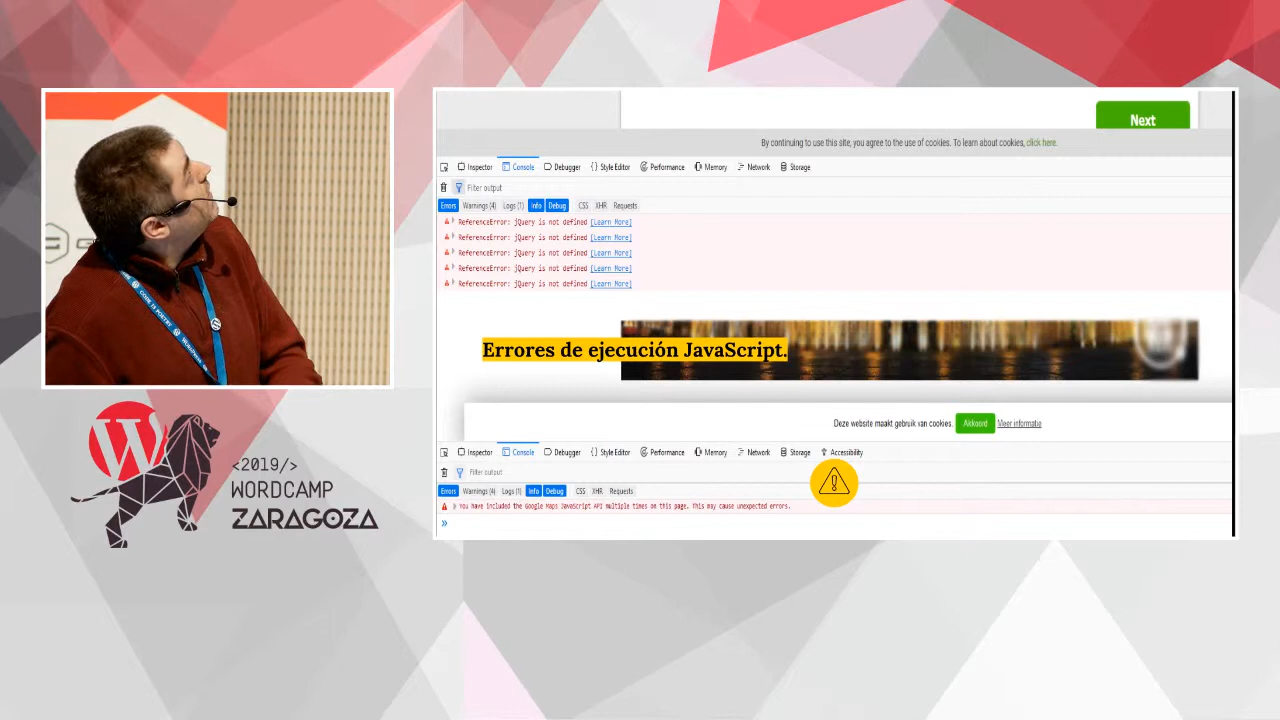 Next
By continuing to use this site, you agree to the use of cookies. To learn about cookies, click here.
Inspector Console Debugger {} Style Editor Performance Memory Network Storage
Filter output
Errors Warnings (4) Logs (1) Info Debug CSS XHR Requests
ReferenceError: jQuery is not defined [Learn More]
ReferenceError: jQuery is not defined [Learn More]
ReferenceError: jQuery is not defined [Learn More]
ReferenceError: jQuery is not defined [Learn More]
ReferenceError: jQuery is not defined [Learn More]
Errores de ejecución JavaScript.
Deze website maakt gebruik van cookies. Akkoord Meer informatie
Inspector Console Debugger {} Style Editor Performance Memory Network Storage Accessibility
Filter output
Errors Warnings (4) Logs (1) Info Debug CSS XHR Requests
You have included the Google Maps JavaScript API multiple times on this page. This may cause unexpected errors.
»
CODE IS POETRY
WordPress
W
<2019/>
WORDCAMP
ZARAGOZA